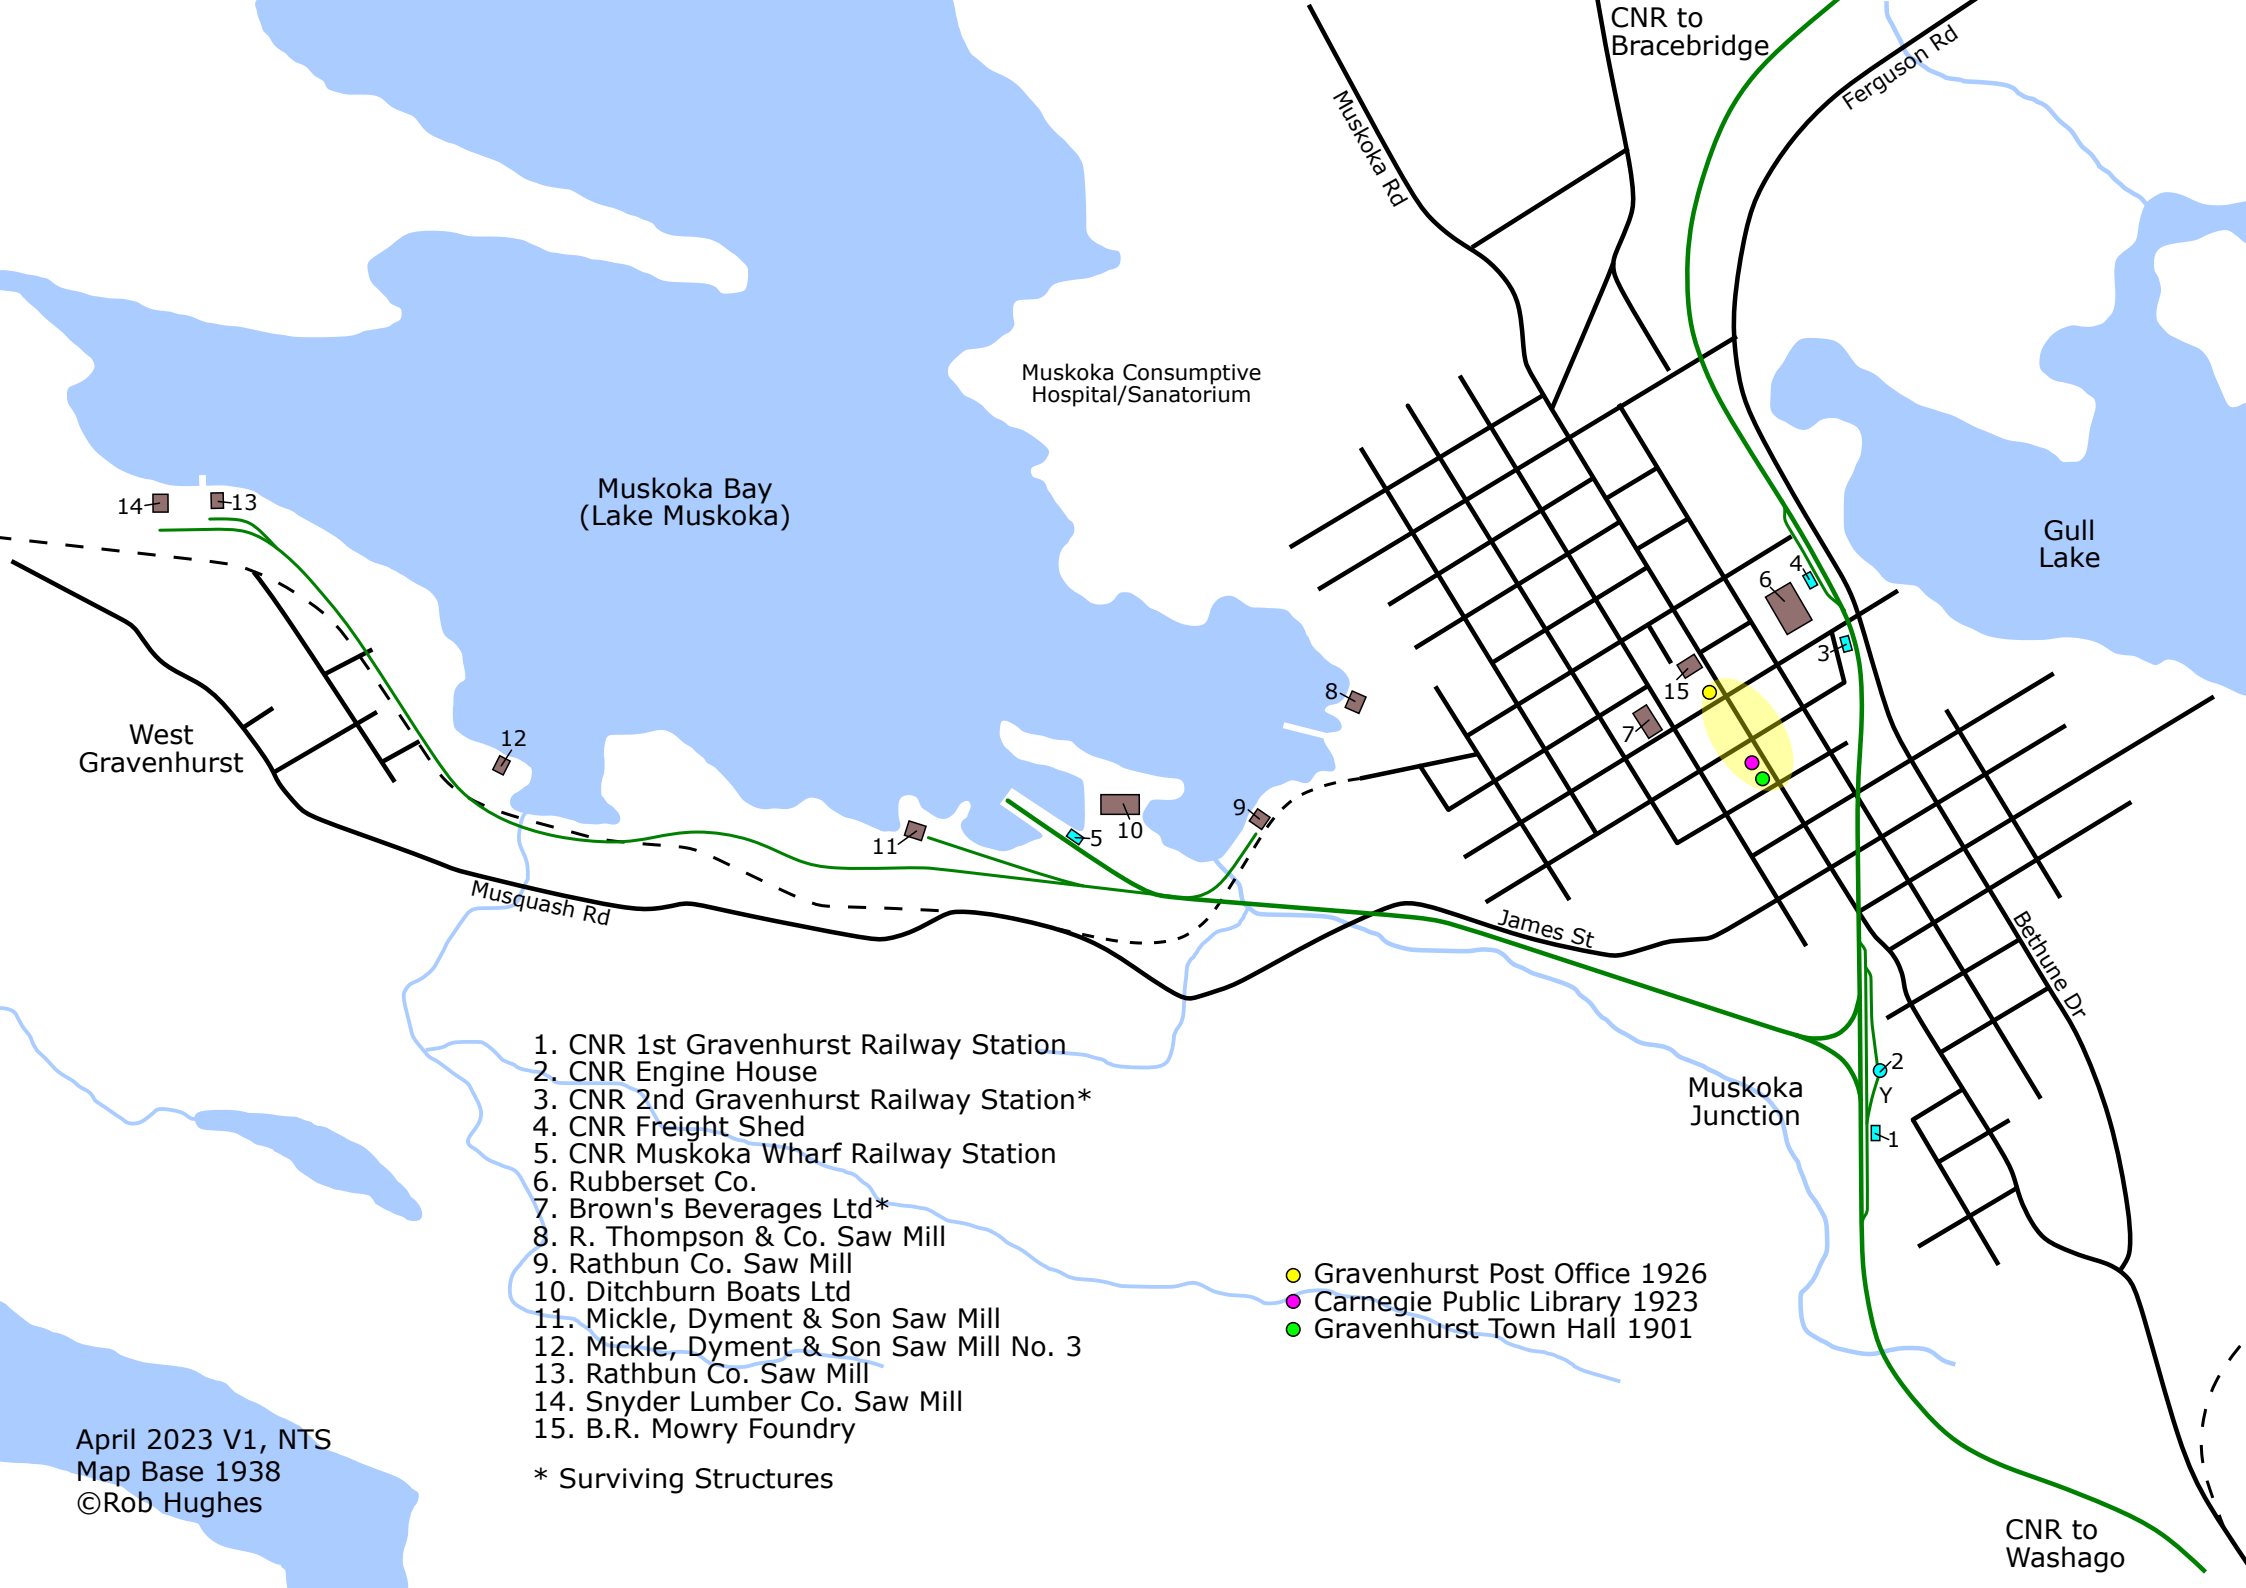 CNR to
Bracebridge
Ferguson Rd
Muskoka Rd
Muskoka Consumptive
Hospital/Sanatorium
Muskoka Bay
(Lake Muskoka)
Gull
Lake
14
13
4
6
3
15
8
7
West
Gravenhurst
12
9
10
5
11
Musquash Rd
James St
Bethune Dr
2
Y
1
Muskoka
Junction
1. CNR 1st Gravenhurst Railway Station
2. CNR Engine House
3. CNR 2nd Gravenhurst Railway Station*
4. CNR Freight Shed
5. CNR Muskoka Wharf Railway Station
6. Rubberset Co.
7. Brown's Beverages Ltd*
8. R. Thompson & Co. Saw Mill
9. Rathbun Co. Saw Mill
10. Ditchburn Boats Ltd
11. Mickle, Dyment & Son Saw Mill
12. Mickle, Dyment & Son Saw Mill No. 3
13. Rathbun Co. Saw Mill
14. Snyder Lumber Co. Saw Mill
15. B.R. Mowry Foundry
* Surviving Structures
Gravenhurst Post Office 1926
Carnegie Public Library 1923
Gravenhurst Town Hall 1901
April 2023 V1, NTS
Map Base 1938
©Rob Hughes
CNR to
Washago